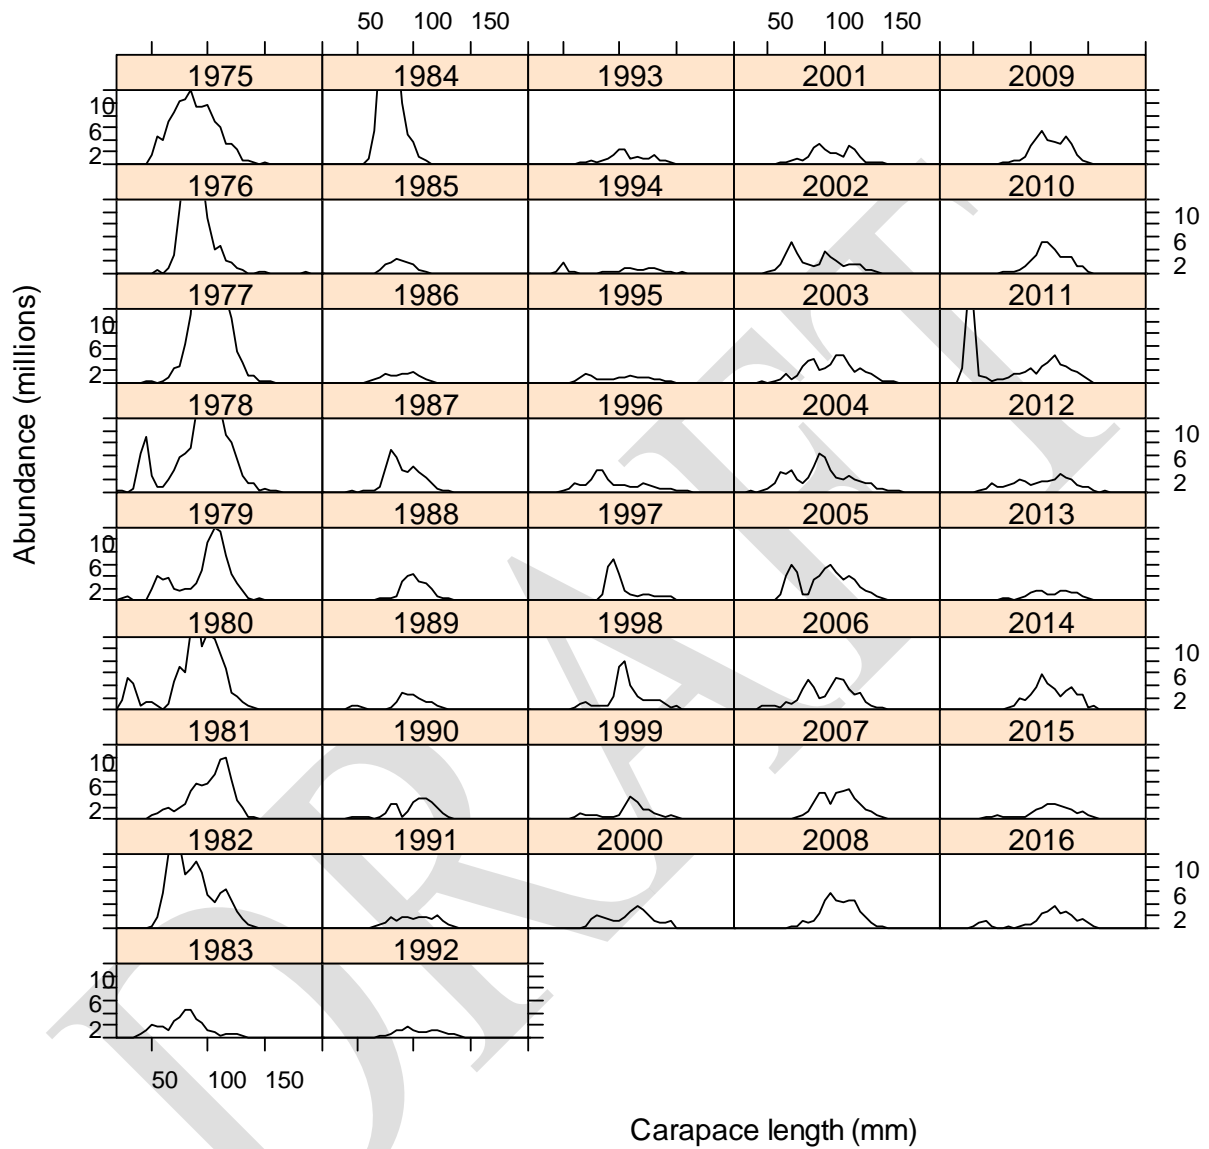 50 100 150 50 100 150
1975 1984 1993 2001 2009
10
6
2
1976 1985 1994 2002 2010
10
6
2
1977 1986 1995 2003 2011
10
6
2
1978 1987 1996 2004 2012
10
6
2
1979 1988 1997 2005 2013
10
6
2
1980 1989 1998 2006 2014
10
6
2
1981 1990 1999 2007 2015
10
6
2
1982 1991 2000 2008 2016
10
6
2
1983 1992
10
6
2
50 100 150
Abundance (millions)
Carapace length (mm)
DRAFT